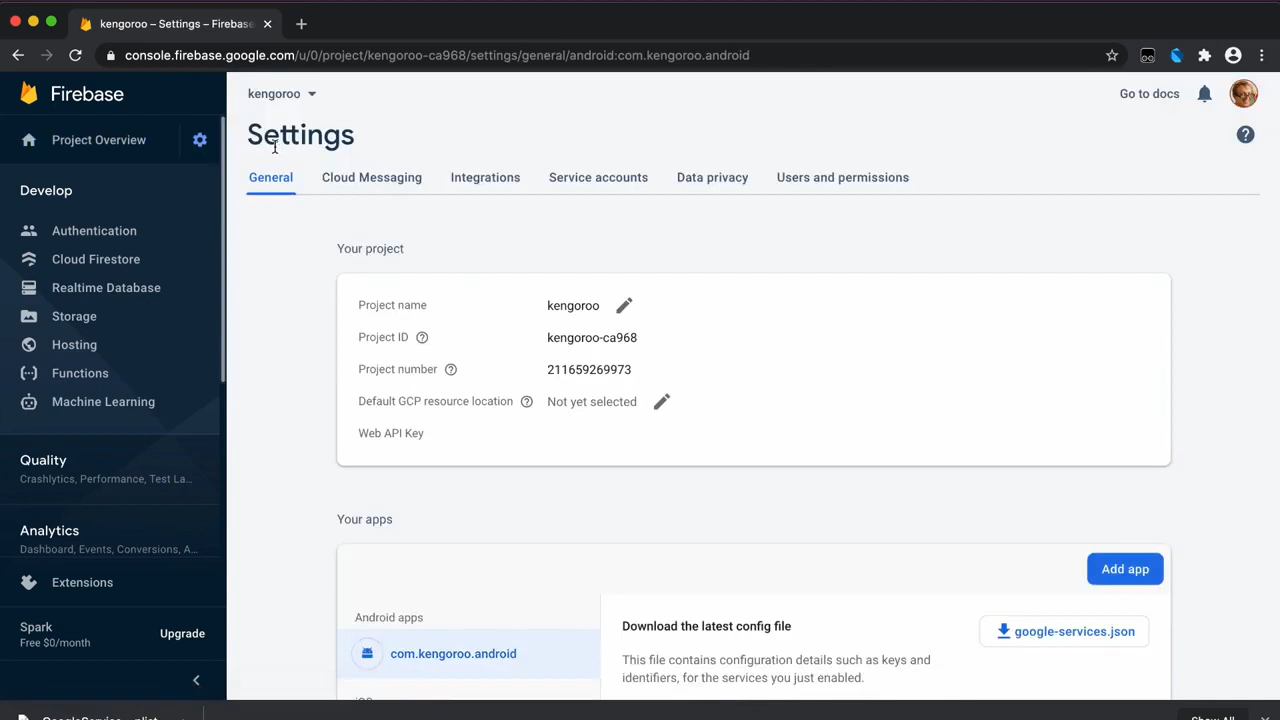 kengoroo – Settings – Firebase
console.firebase.google.com/u/0/project/kengoroo-ca968/settings/general/android:com.kengoroo.android
Firebase
kengoroo
Go to docs
Project Overview
Settings
General
Cloud Messaging
Integrations
Service accounts
Data privacy
Users and permissions
Develop
Authentication
Cloud Firestore
Realtime Database
Storage
Hosting
Functions
Machine Learning
Quality
Crashlytics, Performance, Test La...
Analytics
Dashboard, Events, Conversions, A...
Extensions
Spark
Free $0/month
Upgrade
Your project
Project name
kengoroo
Project ID
kengoroo-ca968
Project number
211659269973
Default GCP resource location
Not yet selected
Web API Key
Your apps
Add app
Android apps
com.kengoroo.android
Download the latest config file
google-services.json
This file contains configuration details such as keys and
identifiers, for the services you just enabled.
Show All